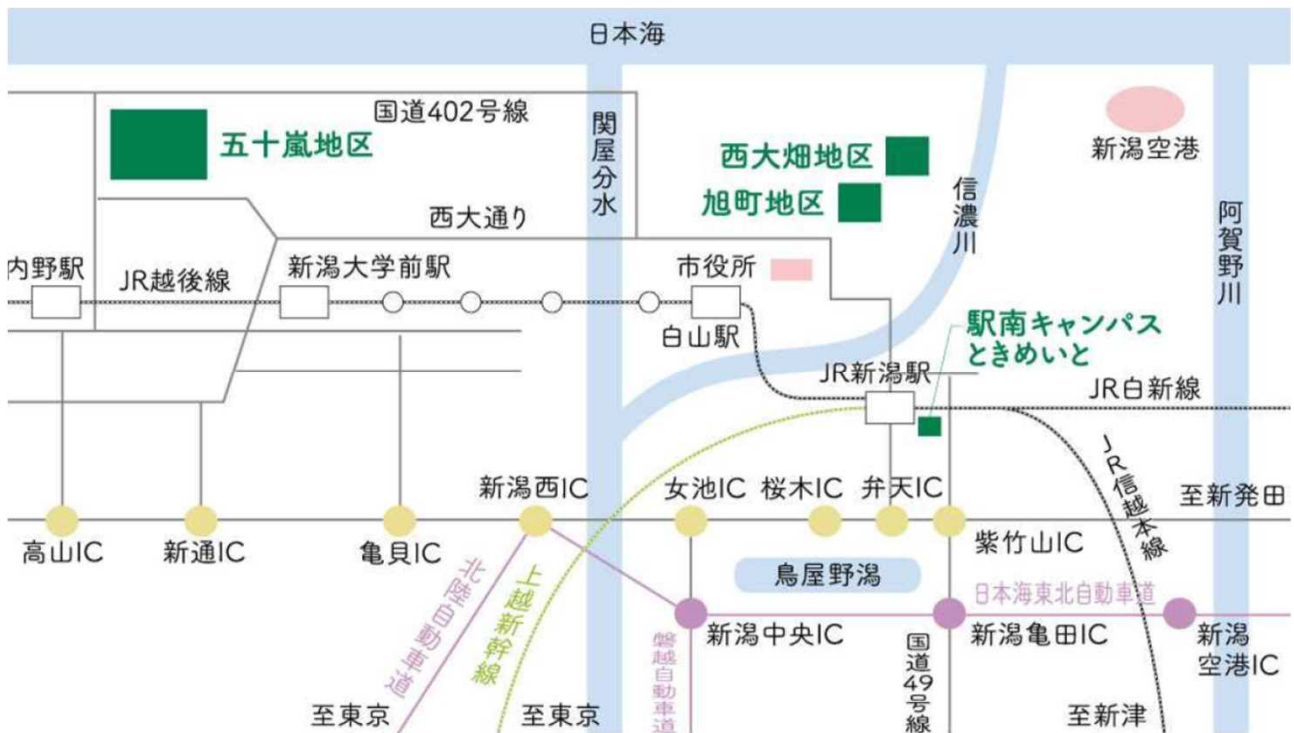 日本海
国道402号線
五十嵐地区
関屋分水
西大畑地区
旭町地区
信濃川
新潟空港
阿賀野川
西大通り
内野駅
JR越後線
新潟大学前駅
市役所
白山駅
駅南キャンパス
ときめいと
JR新潟駅
JR白新線
JR信越本線
新潟西IC
女池IC
桜木IC
弁天IC
至新発田
高山IC
新通IC
亀貝IC
紫竹山IC
鳥屋野潟
北陸自動車道
上越新幹線
日本海東北自動車道
新潟中央IC
新潟亀田IC
新潟
空港IC
磐越自動車道
国道49号線
至東京
至東京
至新津